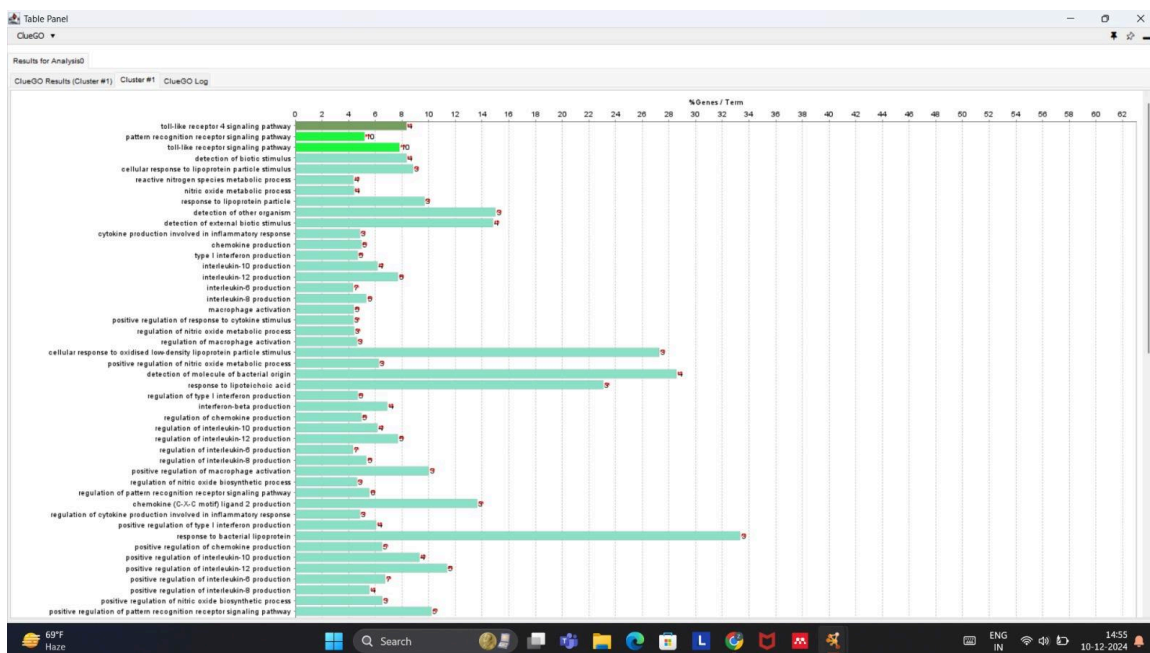 Table Panel
ClueGO ▾
Results for Analysis0
ClueGO Results (Cluster #1) Cluster #1 ClueGO Log
%Genes / Term
0 2 4 6 8 10 12 14 16 18 20 22 24 26 28 30 32 34 36 38 40 42 44 46 48 50 52 54 56 58 60 62
toll-like receptor 4 signaling pathway
pattern recognition receptor signaling pathway
toll-like receptor signaling pathway
detection of biotic stimulus
cellular response to lipoprotein particle stimulus
reactive nitrogen species metabolic process
nitric oxide metabolic process
response to lipoprotein particle
detection of other organism
detection of external biotic stimulus
cytokine production involved in inflammatory response
chemokine production
type I interferon production
interleukin-10 production
interleukin-12 production
interleukin-6 production
interleukin-8 production
macrophage activation
positive regulation of response to cytokine stimulus
regulation of nitric oxide metabolic process
regulation of macrophage activation
cellular response to oxidised low-density lipoprotein particle stimulus
positive regulation of nitric oxide metabolic process
detection of molecule of bacterial origin
response to lipoteichoic acid
regulation of type I interferon production
interferon-beta production
regulation of chemokine production
regulation of interleukin-10 production
regulation of interleukin-12 production
regulation of interleukin-6 production
regulation of interleukin-8 production
positive regulation of macrophage activation
regulation of nitric oxide biosynthetic process
regulation of pattern recognition receptor signaling pathway
chemokine (C-X-C motif) ligand 2 production
regulation of cytokine production involved in inflammatory response
positive regulation of type I interferon production
response to bacterial lipoprotein
positive regulation of chemokine production
positive regulation of interleukin-10 production
positive regulation of interleukin-12 production
positive regulation of interleukin-6 production
positive regulation of interleukin-8 production
positive regulation of nitric oxide biosynthetic process
positive regulation of pattern recognition receptor signaling pathway
69°F
Haze
Search
ENG
IN
14:55
10-12-2024